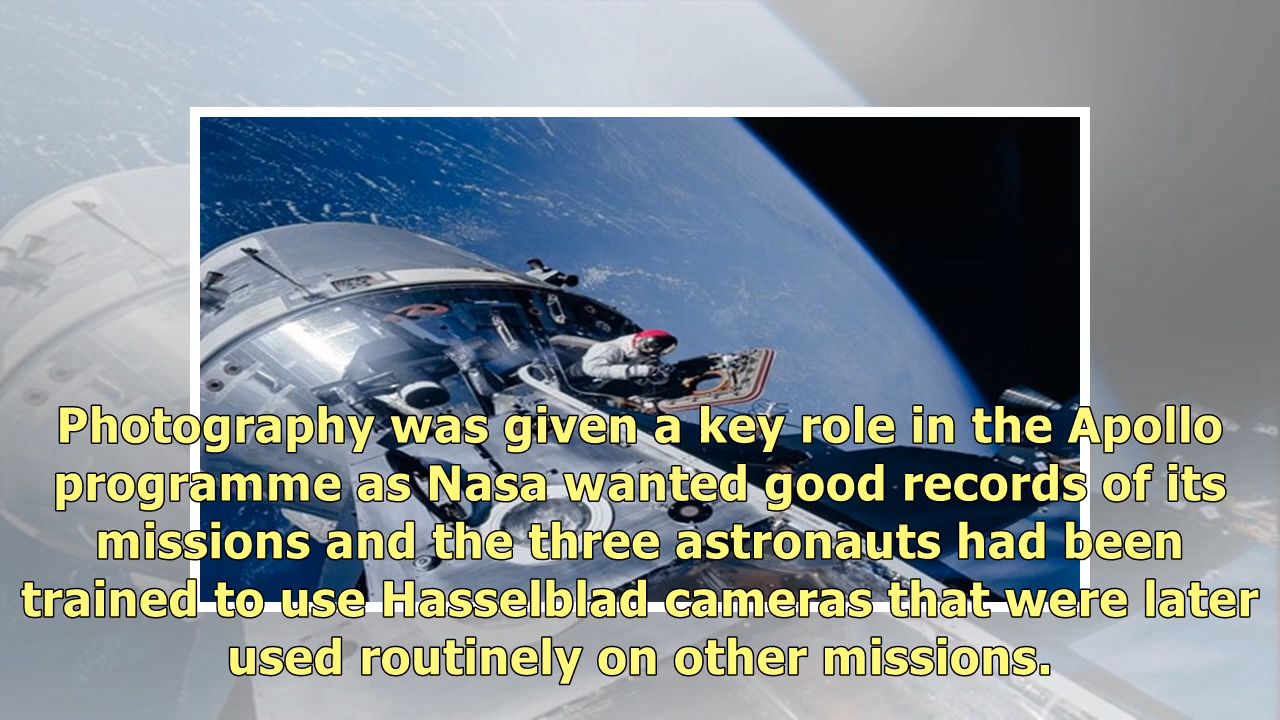 Photography was given a key role in the Apollo
programme as Nasa wanted good records of its
missions and the three astronauts had been
trained to use Hasselblad cameras that were later
used routinely on other missions.